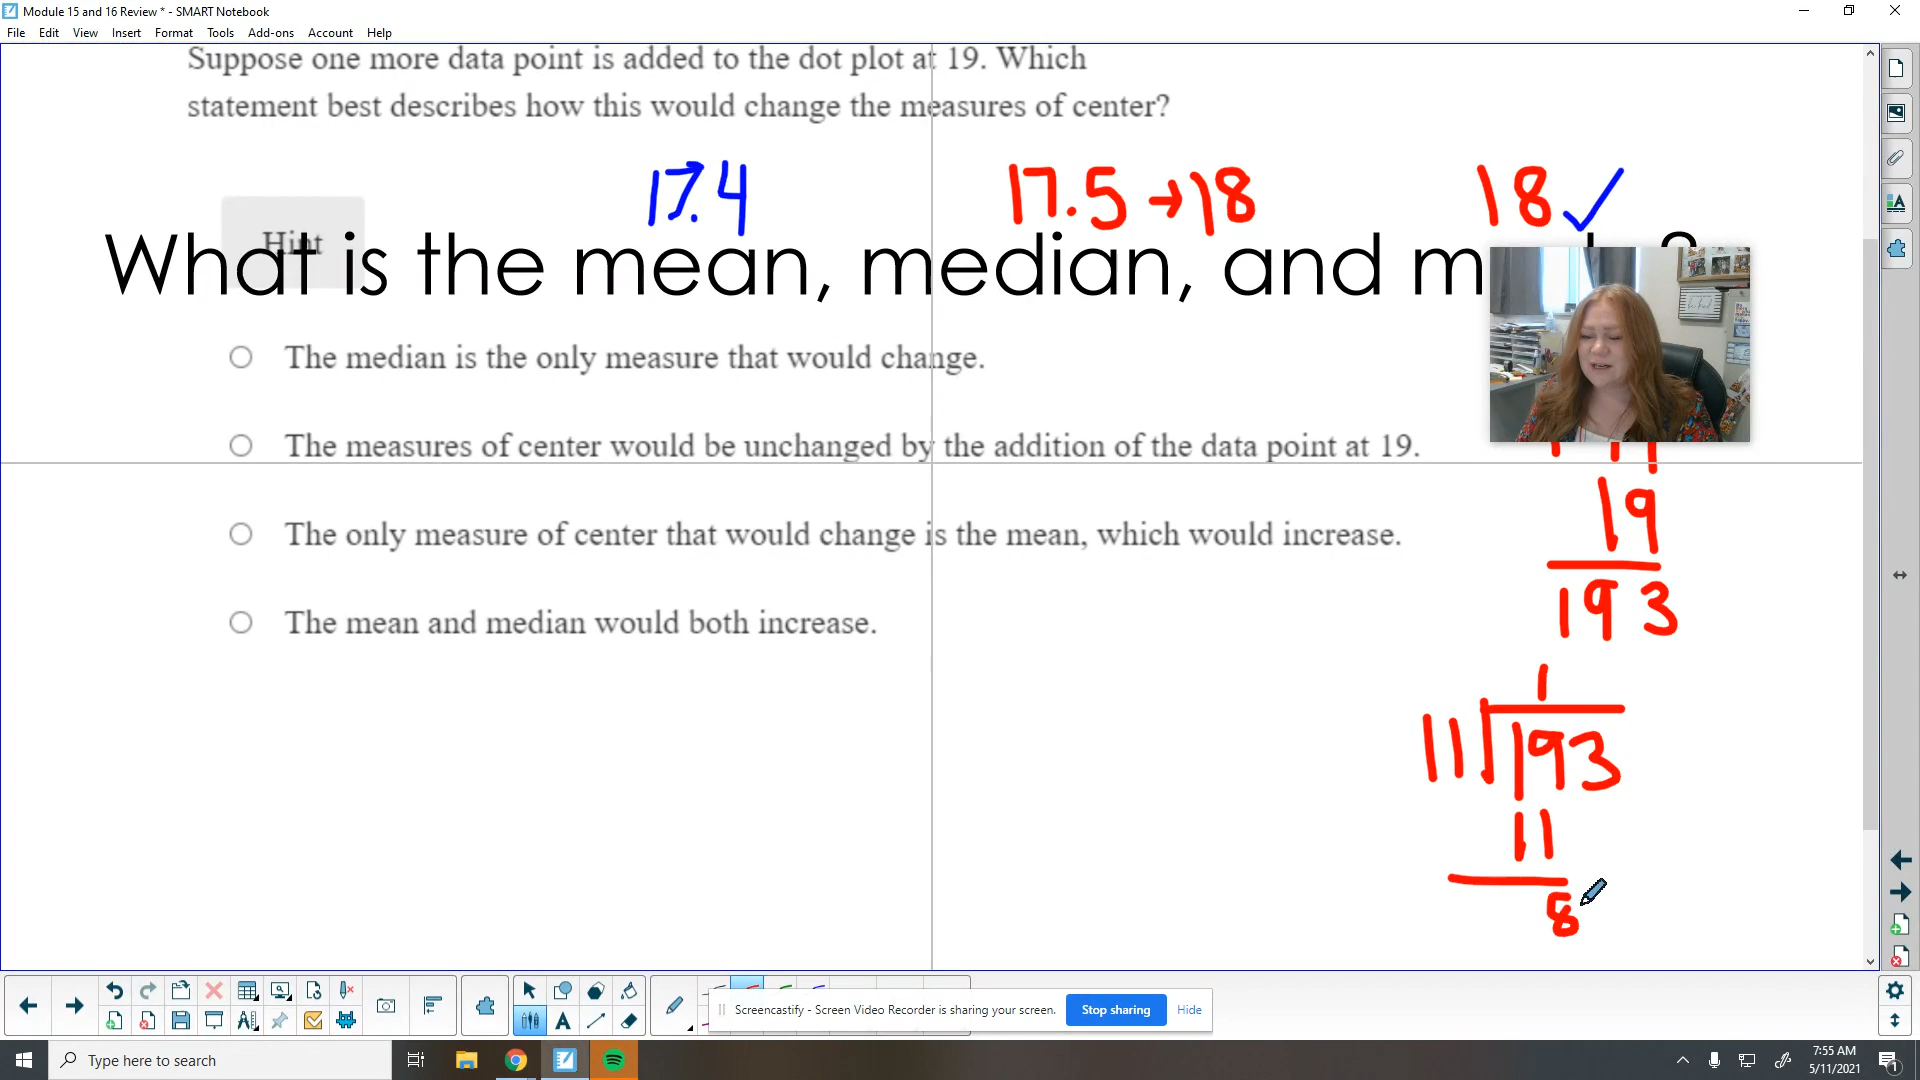 Module 15 and 16 Review * - SMART Notebook
File Edit View Insert Format Tools Add-ons Account Help
Suppose one more data point is added to the dot plot at 19. Which
statement best describes how this would change the measures of center?
17.4 17.5 → 18 18 ✓
Hint
What is the mean, median, and m
The median is the only measure that would change.
The measures of center would be unchanged by the addition of the data point at 19.
19
The only measure of center that would change is the mean, which would increase.
193
The mean and median would both increase.
1
11 193
11
8
Screencastify - Screen Video Recorder is sharing your screen. Stop sharing Hide
Type here to search
7:55 AM
5/11/2021